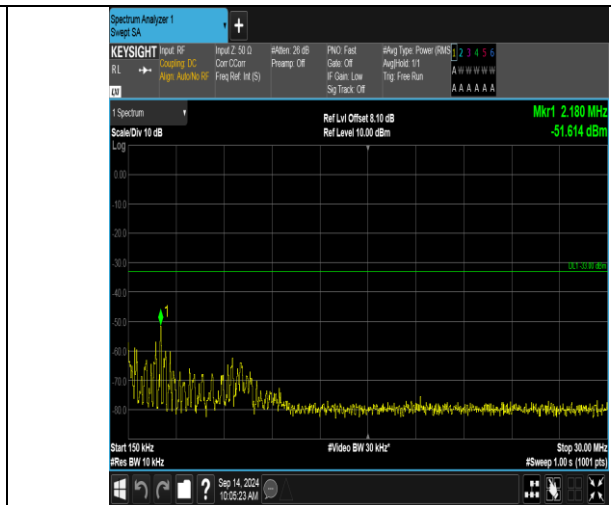 Spectrum Analyzer 1
Swept SA
+
KEYSIGHT Input: RF
RL
Coupling: DC
Align: Auto/No RF
LXI
Input Z: 50 Ω
Corr CCorr
Freq Ref: Int (S)
#Atten: 26 dB
Preamp: Off
PNO: Fast
Gate: Off
IF Gain: Low
Sig Track: Off
#Avg Type: Power (RMS
Avg|Hold: 1/1
Trig: Free Run
1 2 3 4 5 6
A W W W W W
A A A A A A
1 Spectrum
Scale/Div 10 dB
Ref Lvl Offset 8.10 dB
Ref Level 10.00 dBm
Mkr1 2.180 MHz
-51.614 dBm
Log
0.00
-10.0
-20.0
-30.0
DL1 -33.00 dBm
-40.0
1
-50.0
-60.0
-70.0
-80.0
Start 150 kHz
#Res BW 10 kHz
#Video BW 30 kHz*
Stop 30.00 MHz
#Sweep 1.00 s (1001 pts)
?
Sep 14, 2024
10:05:23 AM